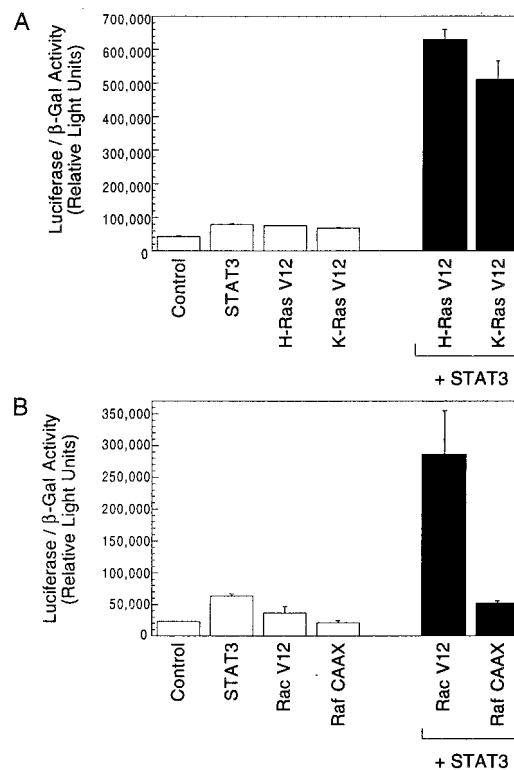 A
Luciferase / β-Gal Activity
(Relative Light Units)
700,000
600,000
500,000
400,000
300,000
200,000
100,000
0
Control
STAT3
H-Ras V12
K-Ras V12
H-Ras V12
K-Ras V12
+ STAT3
B
Luciferase / β-Gal Activity
(Relative Light Units)
350,000
300,000
250,000
200,000
150,000
100,000
50,000
0
Control
STAT3
Rac V12
Raf CAAX
Rac V12
Raf CAAX
+ STAT3